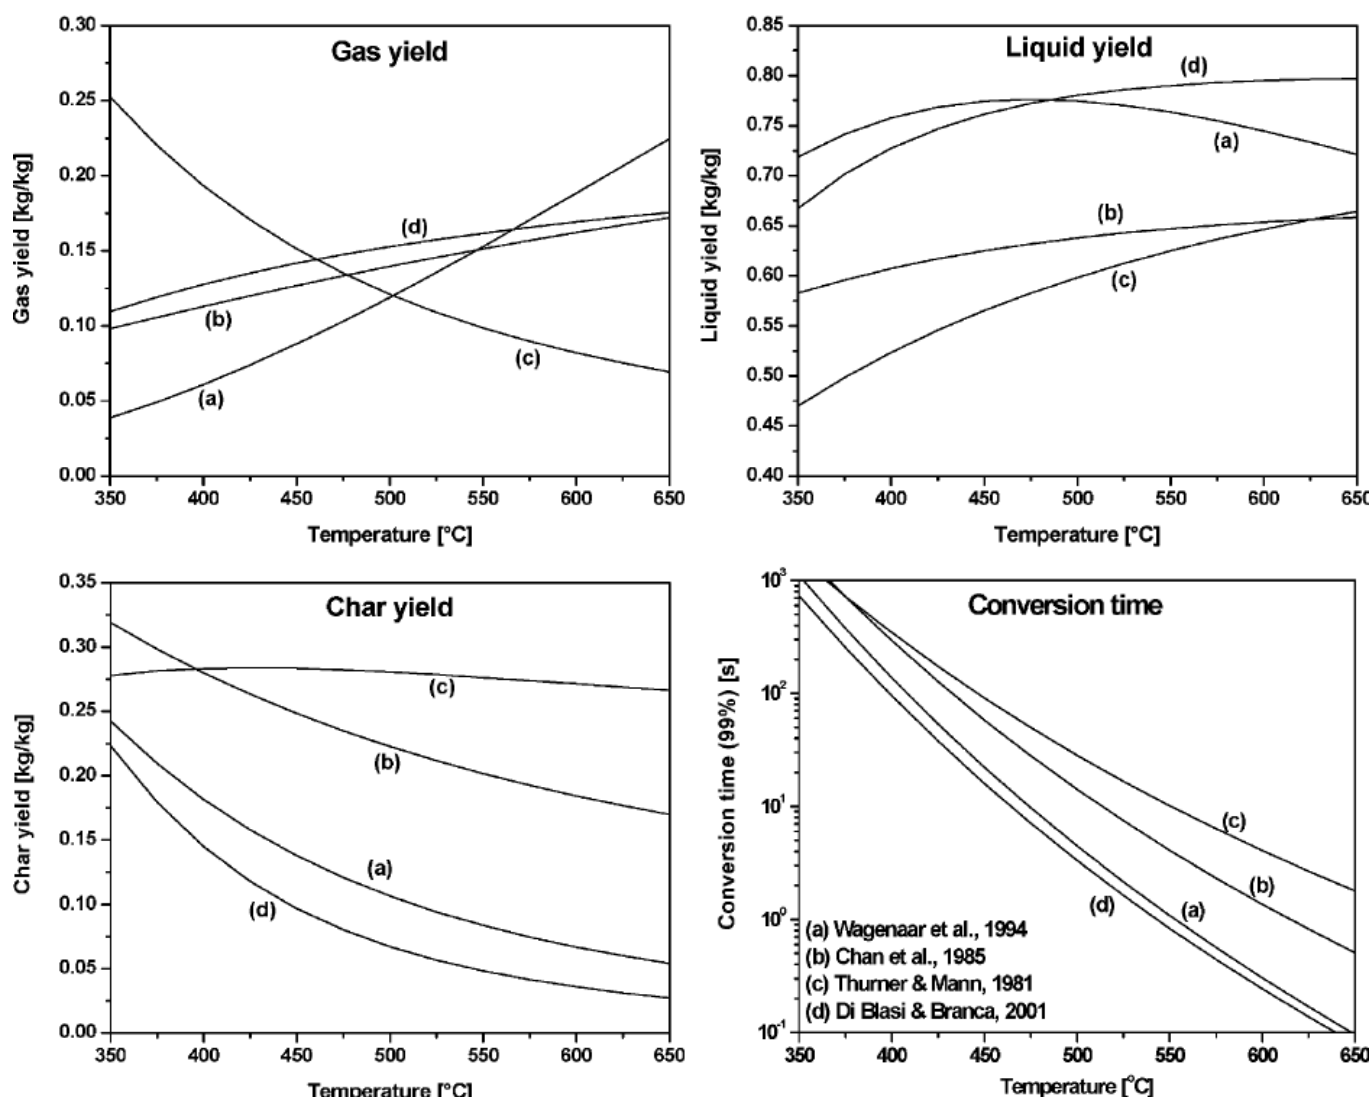 Gas yield
0.30
0.25
0.20
0.15
0.10
0.05
0.00
Gas yield [kg/kg]
(d)
(b)
(c)
(a)
350 400 450 500 550 600 650
Temperature [°C]
Liquid yield
0.85
0.80
0.75
0.70
0.65
0.60
0.55
0.50
0.45
0.40
Liquid yield [kg/kg]
(d)
(a)
(b)
(c)
350 400 450 500 550 600 650
Temperature [°C]
Char yield
0.35
0.30
0.25
0.20
0.15
0.10
0.05
0.00
Char yield [kg/kg]
(c)
(b)
(a)
(d)
350 400 450 500 550 600 650
Temperature [°C]
Conversion time
10³
10²
10¹
10⁰
10⁻¹
Conversion time (99%) [s]
(c)
(b)
(a)
(d)
(a) Wagenaar et al., 1994
(b) Chan et al., 1985
(c) Thurner & Mann, 1981
(d) Di Blasi & Branca, 2001
350 400 450 500 550 600 650
Temperature [°C]